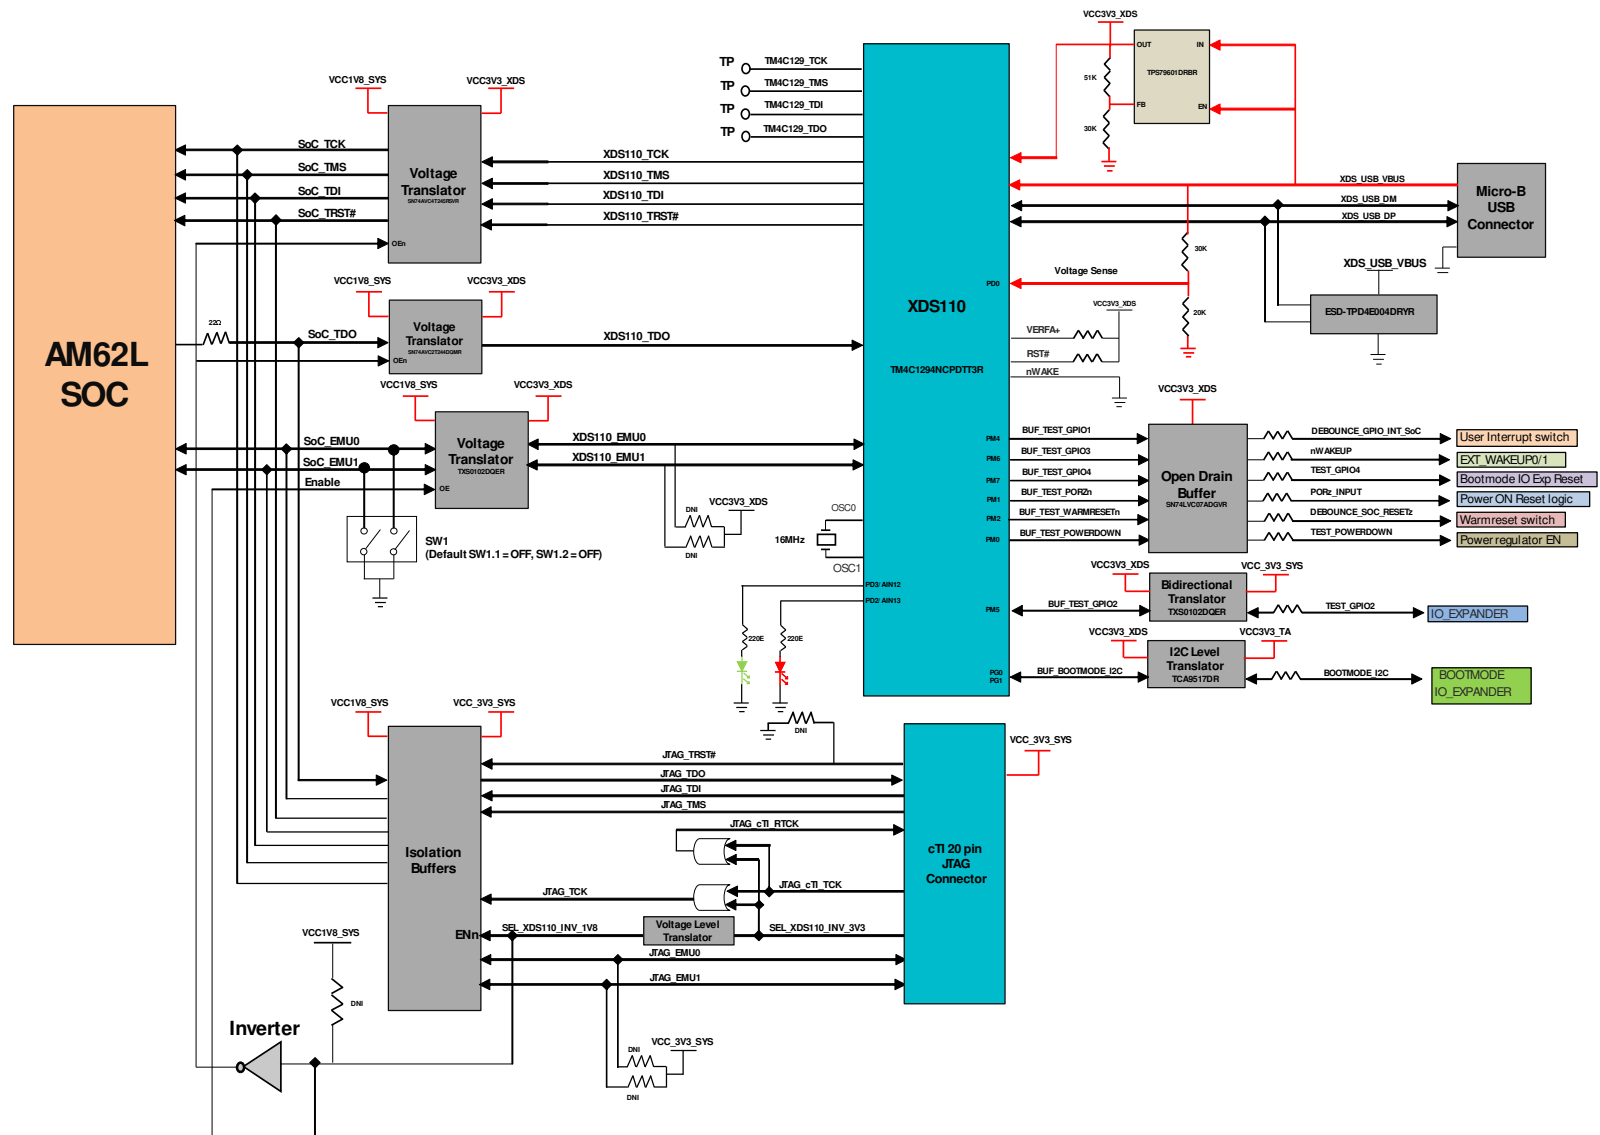 VCC3V3_XDS
OUT
IN
TPS79601DRBR
51K
FB
EN
30K
TP
TM4C129_TCK
TP
TM4C129_TMS
TP
TM4C129_TDI
TP
TM4C129_TDO
VCC1V8_SYS
VCC3V3_XDS
SoC_TCK
SoC_TMS
SoC_TDI
SoC_TRST#
Voltage
Translator
SN74AVC4T245RSVR
OEn
XDS110_TCK
XDS110_TMS
XDS110_TDI
XDS110_TRST#
XDS_USB_VBUS
XDS_USB_DM
XDS_USB_DP
Micro-B
USB
Connector
30K
XDS_USB_VBUS
Voltage Sense
PD0
20K
ESD-TPD4E004DRYR
VCC1V8_SYS
VCC3V3_XDS
22Ω
SoC_TDO
Voltage
Translator
SN74AVC2T244DQMR
OEn
XDS110_TDO
XDS110
TM4C1294NCPDTT3R
VCC3V3_XDS
VERFA+
RST#
nWAKE
AM62L
SOC
VCC1V8_SYS
VCC3V3_XDS
SoC_EMU0
SoC_EMU1
Enable
Voltage
Translator
TXS0102DQER
OE
XDS110_EMU0
XDS110_EMU1
VCC3V3_XDS
DNI
DNI
SW1
(Default SW1.1 = OFF, SW1.2 = OFF)
OSC0
16MHz
OSC1
PD3/ AIN12
PD2/ AIN13
220E
220E
VCC3V3_XDS
PM4
BUF_TEST_GPIO1
PM6
BUF_TEST_GPIO3
PM7
BUF_TEST_GPIO4
PM1
BUF_TEST_PORZn
PM2
BUF_TEST_WARMRESETn
PM0
BUF_TEST_POWERDOWN
Open Drain
Buffer
SN74LVC07ADGVR
DEBOUNCE_GPIO_INT_SoC
User Interrupt switch
nWAKEUP
EXT_WAKEUP0/1
TEST_GPIO4
Bootmode IO Exp Reset
PORz_INPUT
Power ON Reset logic
DEBOUNCE_SOC_RESETz
Warmreset switch
TEST_POWERDOWN
Power regulator EN
VCC3V3_XDS
VCC_3V3_SYS
PM5
BUF_TEST_GPIO2
Bidirectional
Translator
TXS0102DQER
TEST_GPIO2
IO_EXPANDER
VCC3V3_XDS
VCC3V3_TA
PG0
PG1
BUF_BOOTMODE_I2C
I2C Level
Translator
TCA9517DR
BOOTMODE_I2C
BOOTMODE
IO_EXPANDER
VCC1V8_SYS
VCC_3V3_SYS
Isolation
Buffers
ENn
DNI
JTAG_TRST#
JTAG_TDO
JTAG_TDI
JTAG_TMS
JTAG_cTI_RTCK
JTAG_cTI_TCK
JTAG_TCK
SEL_XDS110_INV_1V8
Voltage Level
Translator
SEL_XDS110_INV_3V3
JTAG_EMU0
JTAG_EMU1
VCC_3V3_SYS
cTI 20 pin
JTAG
Connector
VCC1V8_SYS
DNI
Inverter
VCC_3V3_SYS
DNI
DNI